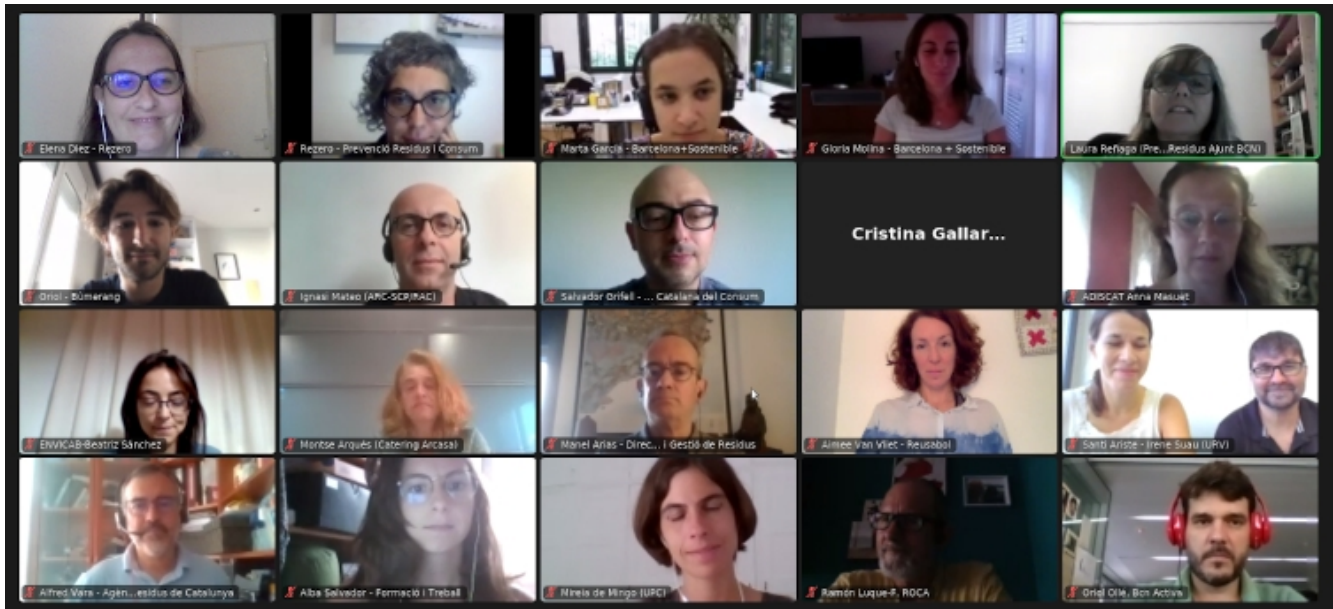 Elena Díez - Rezero
Rezero - Prevenció Residus i Consum
Marta Garcia - Barcelona+Sostenible
Gloria Molina - Barcelona + Sostenible
Laura Reñaga (Pre...Residus Ajunt BCN)
Oriol - Bûmerang
Ignasi Mateo (ARC-SCP/RAC)
Salvador Grifell - ... Catalana del Consum
Cristina Gallar...
ADISCAT Anna Masuet
ENVICAB-Beatriz Sánchez
Montse Arqués (Catering Arcasa)
Manel Arias - Direc... i Gestió de Residus
Aimee Van Vliet - Reusabol
Santi Ariste - Irene Suau (URV)
Alfred Vara - Agèn...esidus de Catalunya
Alba Salvador - Formació i Treball
Mireia de Mingo (UPC)
Ramón Luque-F. ROCA
Oriol Olle. Bcn Activa